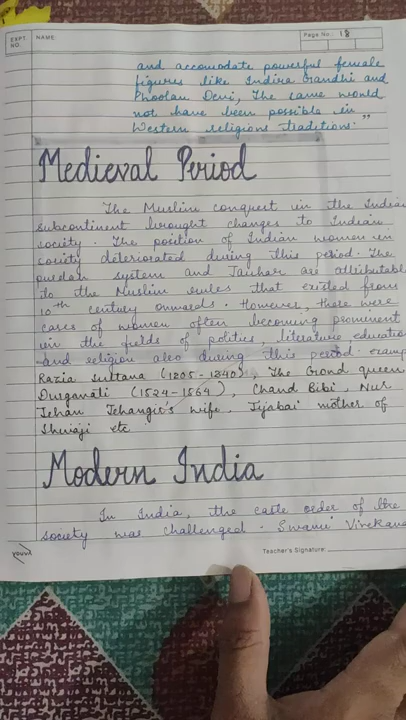 EXPT. NO.
NAME:
Page No.: 18
and accomodate powerful female
figures like Indira Gandhi and
Phoolan Devi, The same would
not have been possible in
Western religious traditions."
Medieval Period
The Muslim conquest in the Indian
subcontinent brought changes to Indian
society. The position of Indian women in
society deteriorated during this period. The
purdah system and Jauhar are attributable
to the Muslim rules that existed from
10th century onwards. However, there were
cases of women often becoming prominent
in the fields of politics, literature, education
and religion also during this period.
Razia Sultana (1205-1240), The Gond queen
Durgavati (1524-1564), Chand Bibi, Nur
Jehan Jehangir's wife, Jijabai mother of
Shivaji etc
Modern India
In India, the caste order of the
society was challenged. Swami
youva
Teacher's Signature: